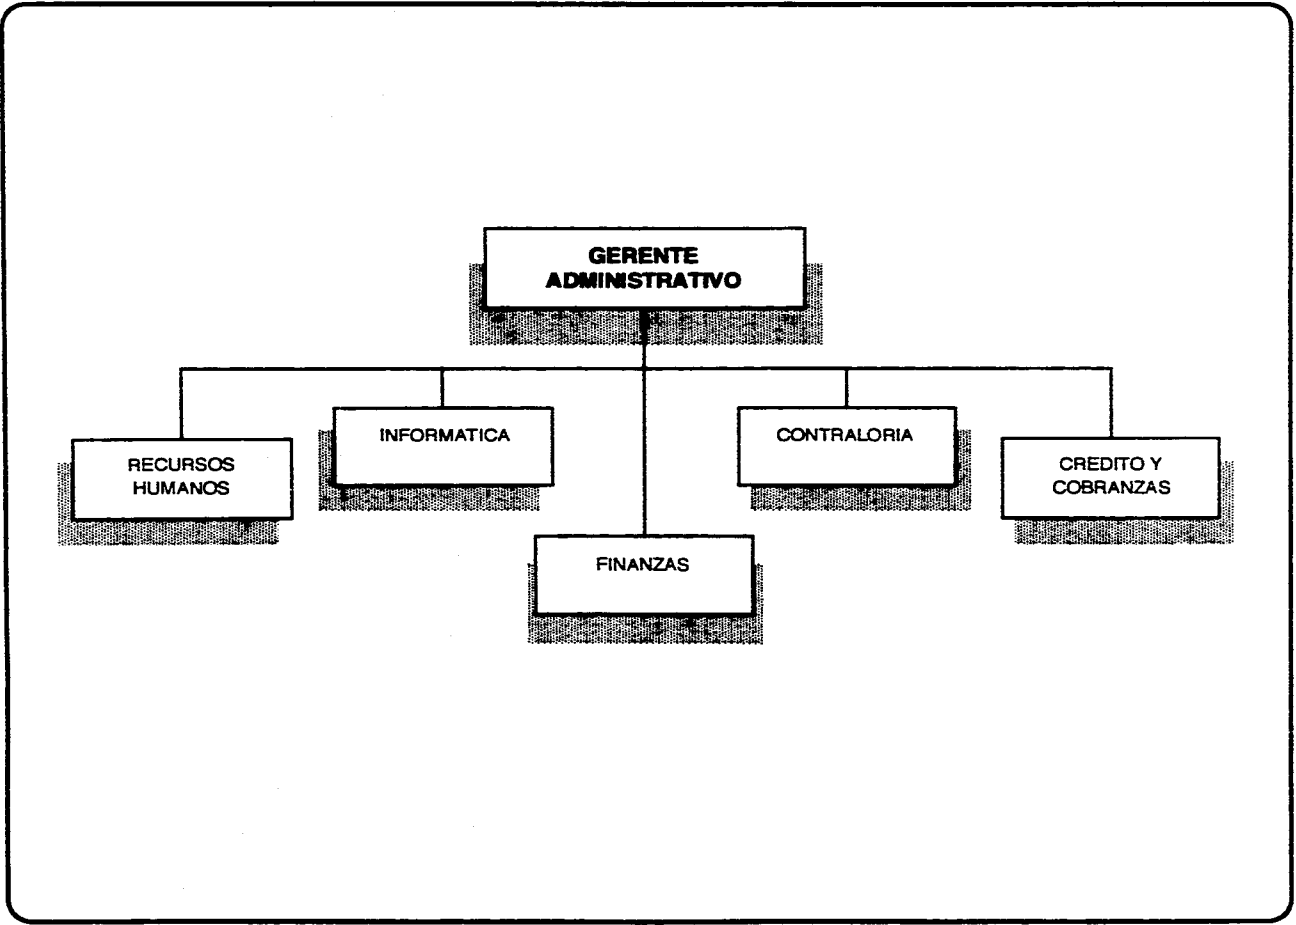 GERENTE
ADMINISTRATIVO
INFORMATICA
CONTRALORIA
RECURSOS
HUMANOS
CREDITO Y
COBRANZAS
FINANZAS